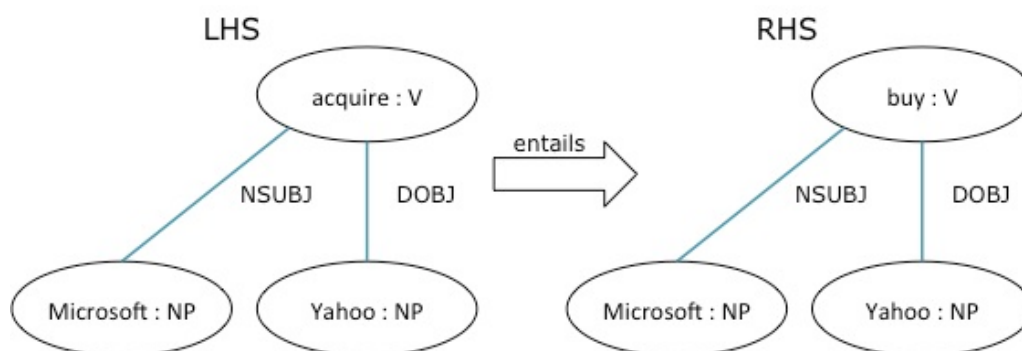 LHS
acquire : V
NSUBJ
DOBJ
Microsoft : NP
Yahoo : NP
entails
RHS
buy : V
NSUBJ
DOBJ
Microsoft : NP
Yahoo : NP